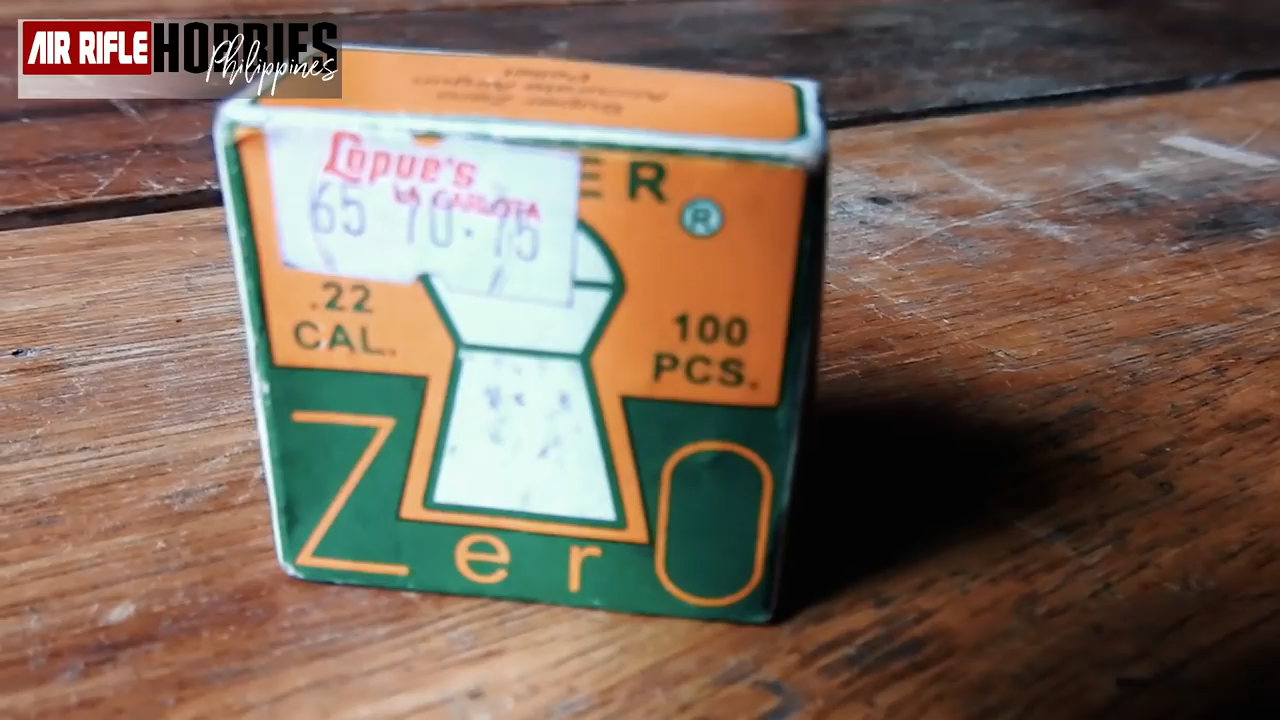 AIR RIFLE HOBBIES
Philippines
Lopue's
LA CARLOTA
65 70.75
ER ®
.22
CAL.
100
PCS.
ZerO